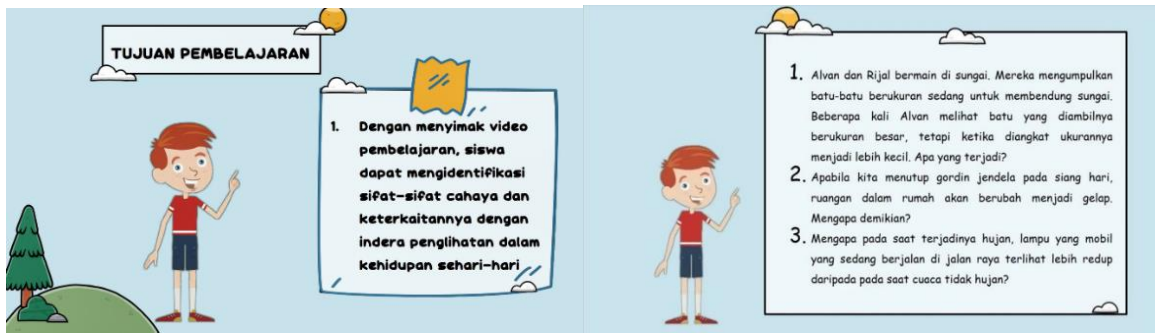 TUJUAN PEMBELAJARAN
1. Dengan menyimak video
pembelajaran, siswa
dapat mengidentifikasi
sifat-sifat cahaya dan
keterkaitannya dengan
indera penglihatan dalam
kehidupan sehari-hari
1. Alvan dan Rijal bermain di sungai. Mereka mengumpulkan
batu-batu berukuran sedang untuk membendung sungai.
Beberapa kali Alvan melihat batu yang diambilnya
berukuran besar, tetapi ketika diangkat ukurannya
menjadi lebih kecil. Apa yang terjadi?
2. Apabila kita menutup gordin jendela pada siang hari,
ruangan dalam rumah akan berubah menjadi gelap.
Mengapa demikian?
3. Mengapa pada saat terjadinya hujan, lampu yang mobil
yang sedang berjalan di jalan raya terlihat lebih redup
daripada pada saat cuaca tidak hujan?